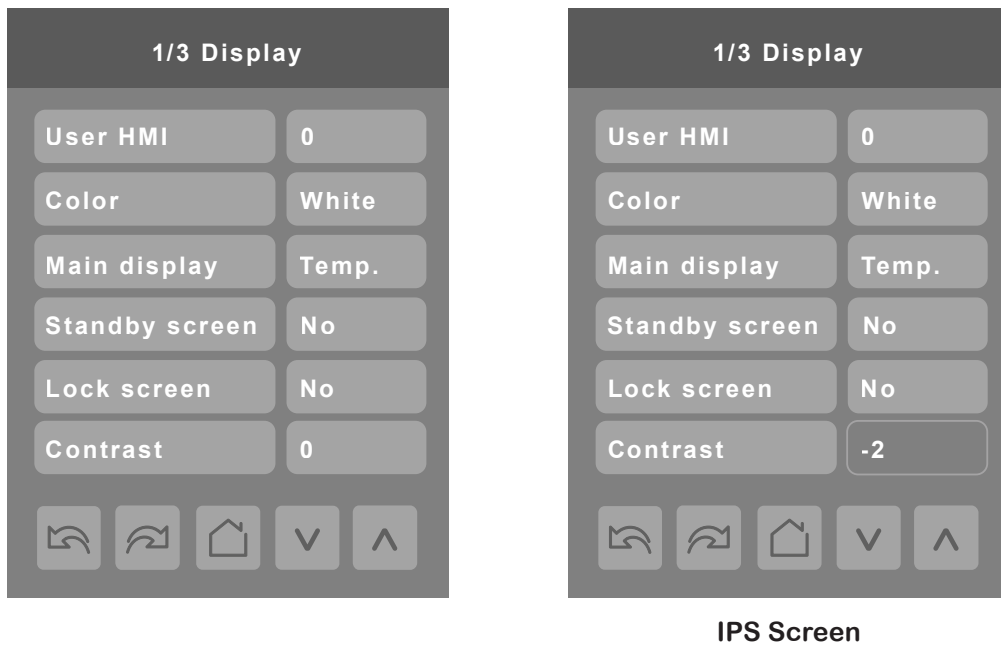 1/3 Display
User HMI 0
Color White
Main display Temp.
Standby screen No
Lock screen No
Contrast 0
1/3 Display
User HMI 0
Color White
Main display Temp.
Standby screen No
Lock screen No
Contrast -2
IPS Screen